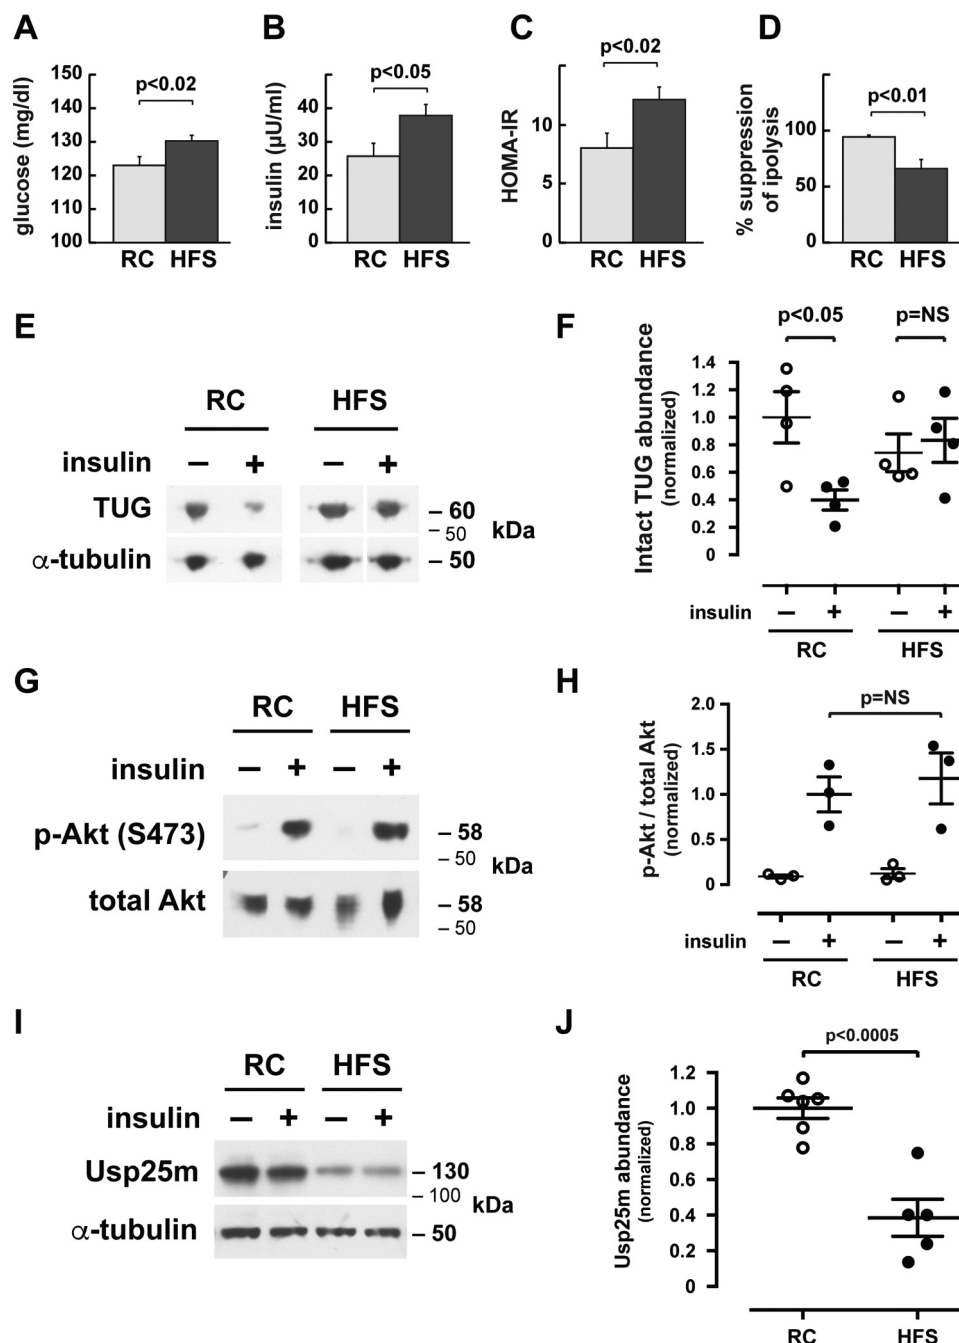 A
B
C
D
glucose (mg/dl)
150
140
130
120
110
100
p<0.02
RC HFS
insulin (µU/ml)
40
20
0
p<0.05
RC HFS
HOMA-IR
10
5
0
p<0.02
RC HFS
% suppression
of ipolysis
100
50
0
p<0.01
RC HFS
E
RC HFS
insulin – + – +
TUG – 60
– 50
kDa
α-tubulin – 50
F
p<0.05 p=NS
Intact TUG abundance
(normalized)
1.4
1.2
1.0
0.8
0.6
0.4
0.2
0
insulin – + – +
RC HFS
G
RC HFS
insulin – + – +
p-Akt (S473) – 58
– 50
kDa
total Akt – 58
– 50
H
p=NS
p-Akt / total Akt
(normalized)
2.0
1.5
1.0
0.5
0
insulin – + – +
RC HFS
I
RC HFS
insulin – + – +
Usp25m – 130
– 100
kDa
α-tubulin – 50
J
p<0.0005
Usp25m abundance
(normalized)
1.2
1.0
0.8
0.6
0.4
0.2
0
RC HFS